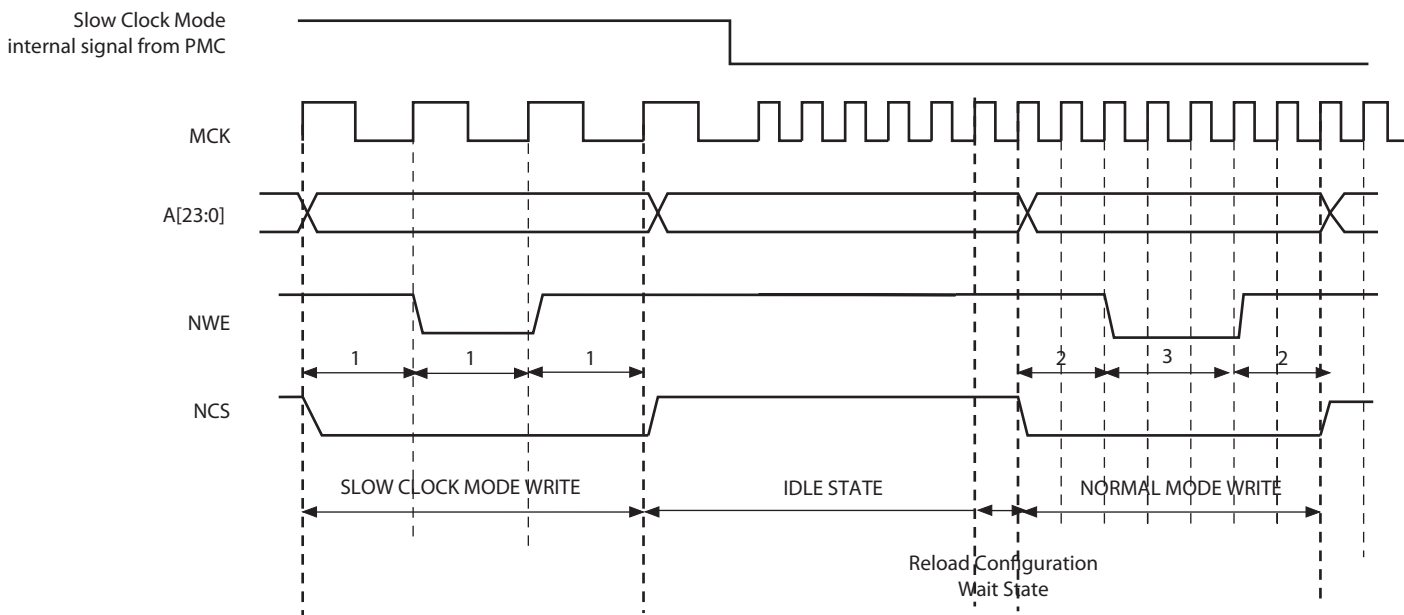 Slow Clock Mode
internal signal from PMC
MCK
A[23:0]
NWE
1 1 1 2 3 2
NCS
SLOW CLOCK MODE WRITE IDLE STATE NORMAL MODE WRITE
Reload Configuration
Wait State